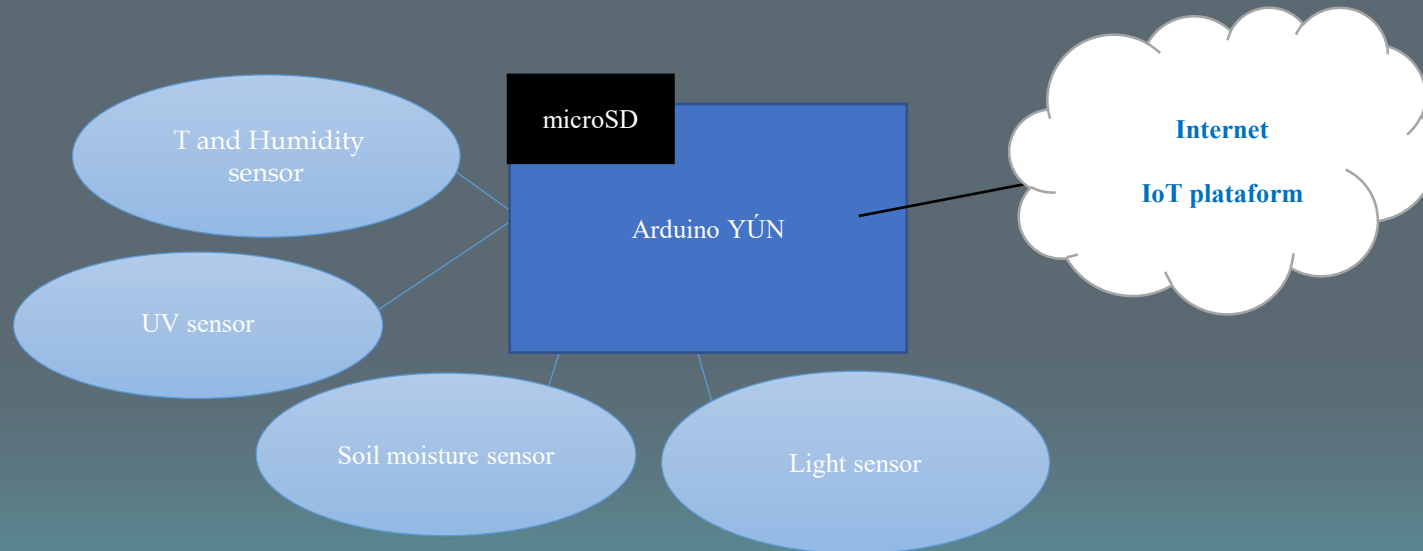 microSD
T and Humidity
sensor
Internet
IoT plataform
Arduino YÚN
UV sensor
Soil moisture sensor
Light sensor